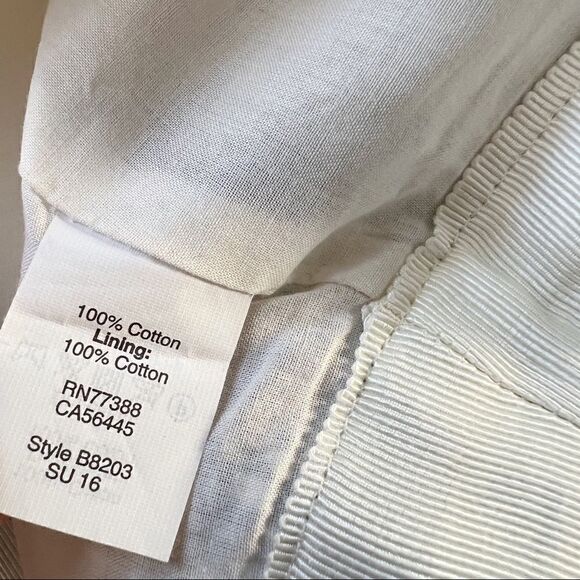 100% Cotton
Lining:
100% Cotton
RN77388
CA56445
Style B8203
SU 16